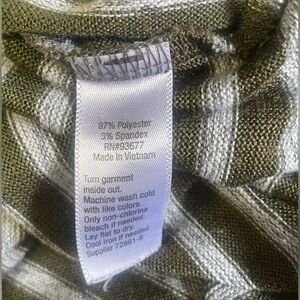 97% Polyester
3% Spandex
RN#93677
Made in Vietnam
Turn garment
inside out.
Machine wash cold
with like colors.
Only non-chlorine
bleach if needed.
Lay flat to dry.
Cool iron if needed.
Supplier 72881-6